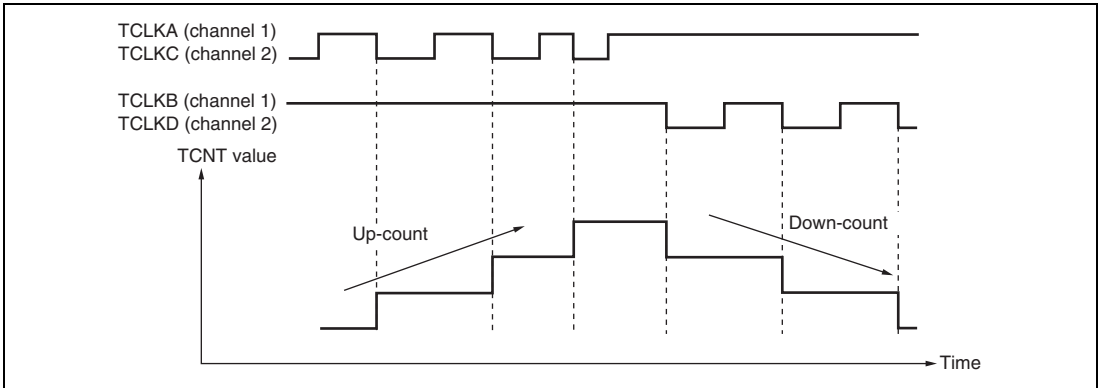 TCLKA (channel 1)
TCLKC (channel 2)
TCLKB (channel 1)
TCLKD (channel 2)
TCNT value
Up-count
Down-count
Time